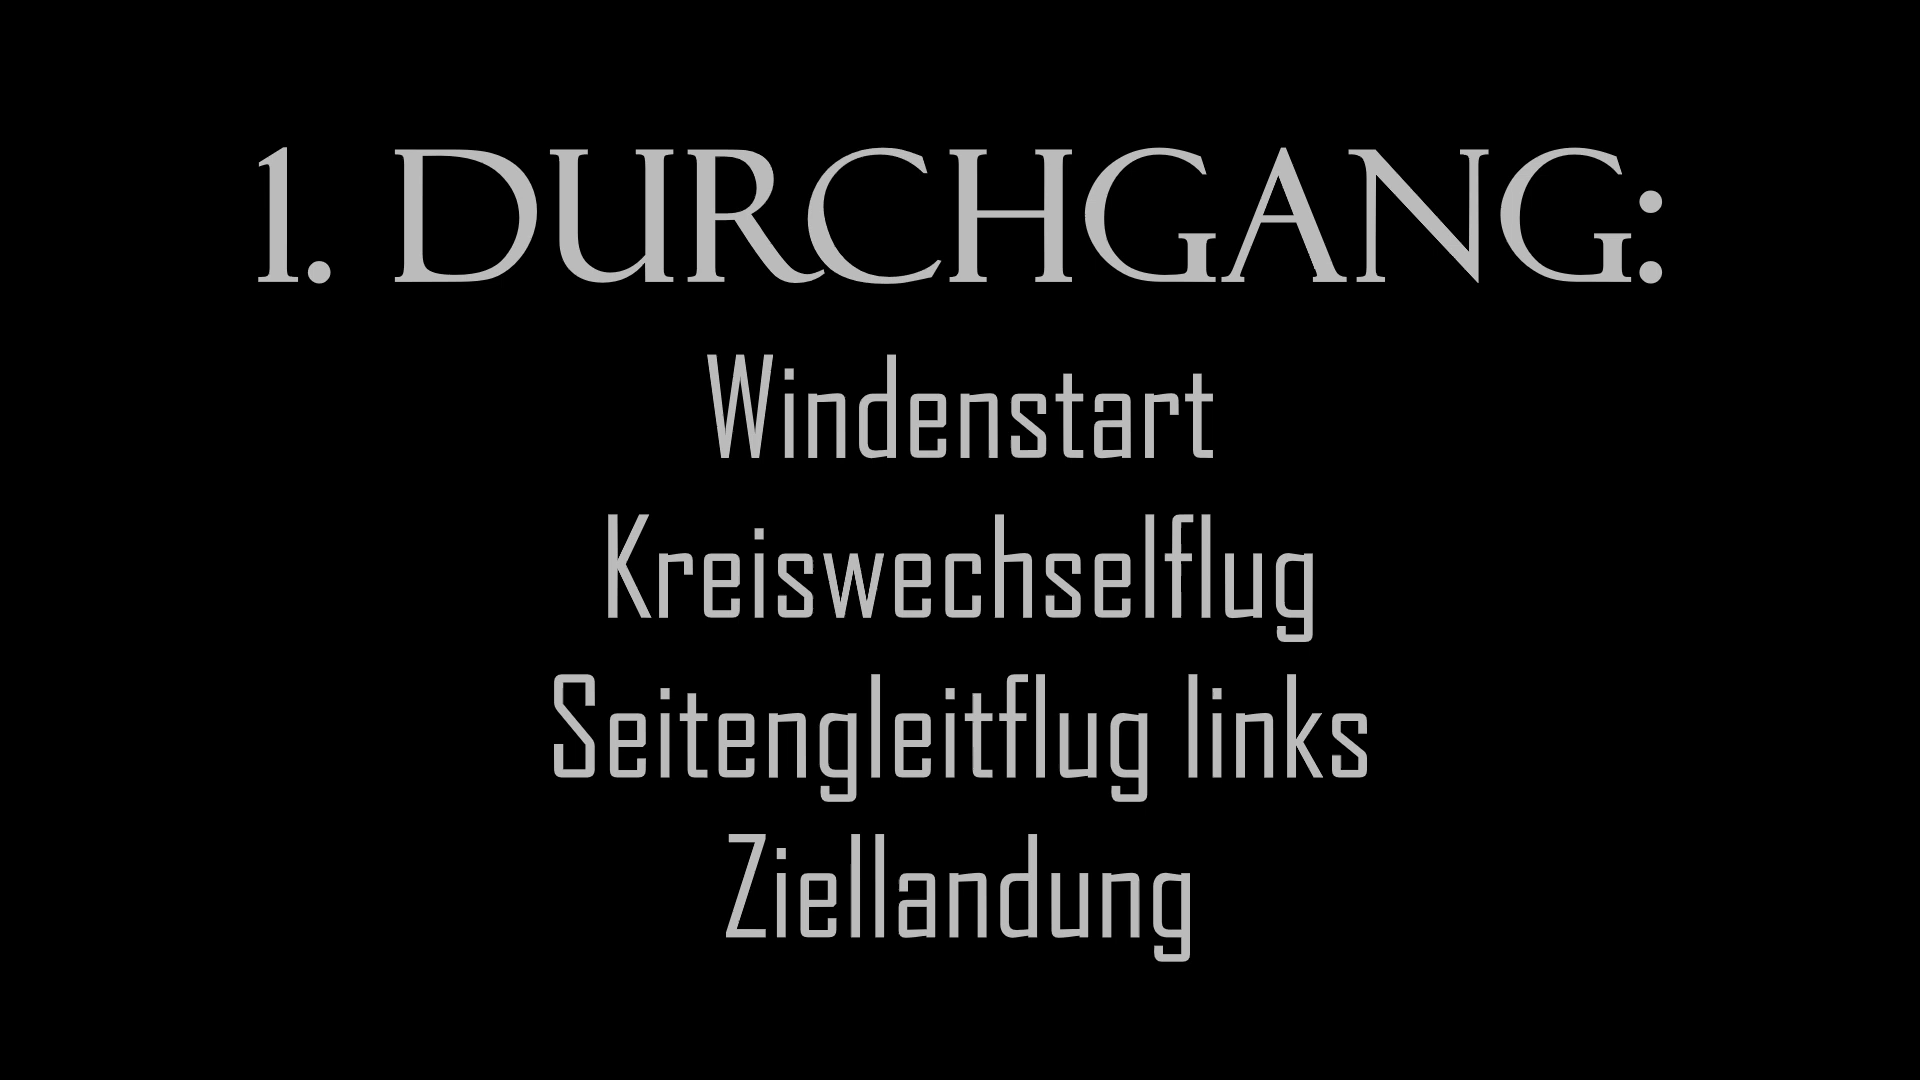 1. DURCHGANG:
Windenstart
Kreiswechselflug
Seitengleitflug links
Ziellandung